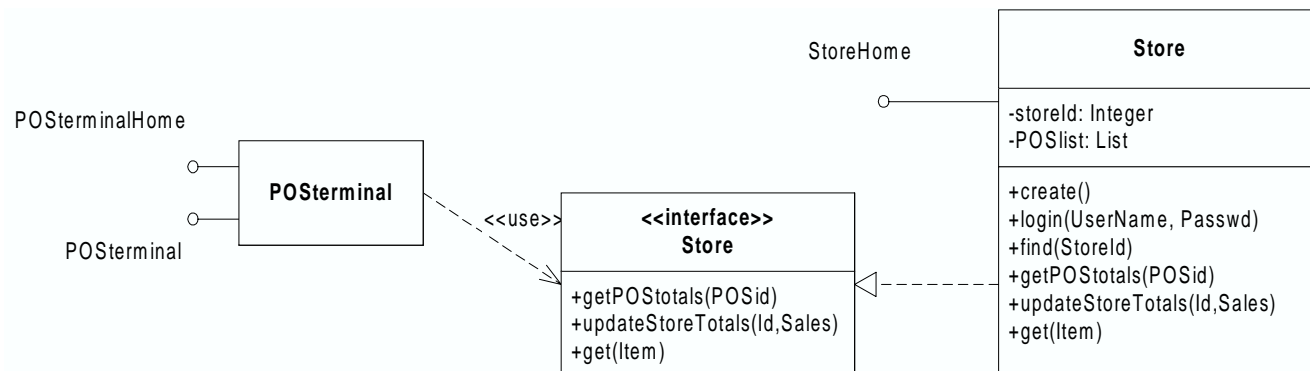 POSterminalHome
POSterminal
POSterminal
<<use>>
<<interface>>
Store
+getPOStotals(POSid)
+updateStoreTotals(Id,Sales)
+get(Item)
StoreHome
Store
-storeId: Integer
-POSlist: List
+create()
+login(UserName, Passwd)
+find(StoreId)
+getPOStotals(POSid)
+updateStoreTotals(Id,Sales)
+get(Item)